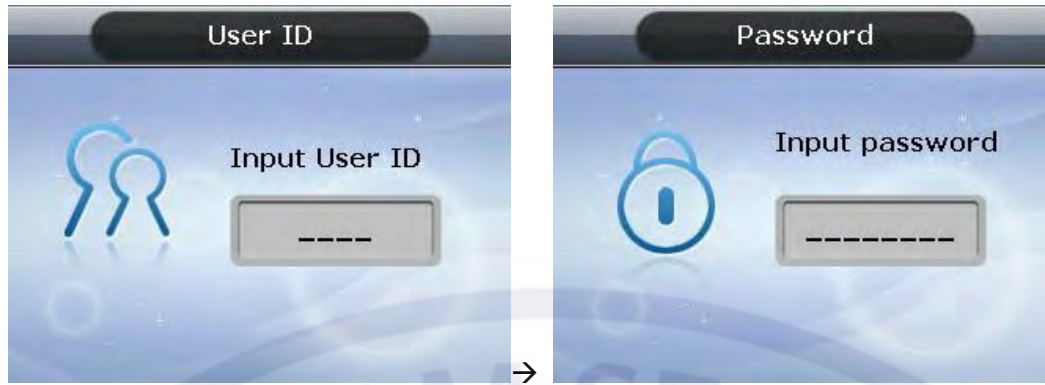 User ID
Input User ID
----
→
Password
Input password
--------